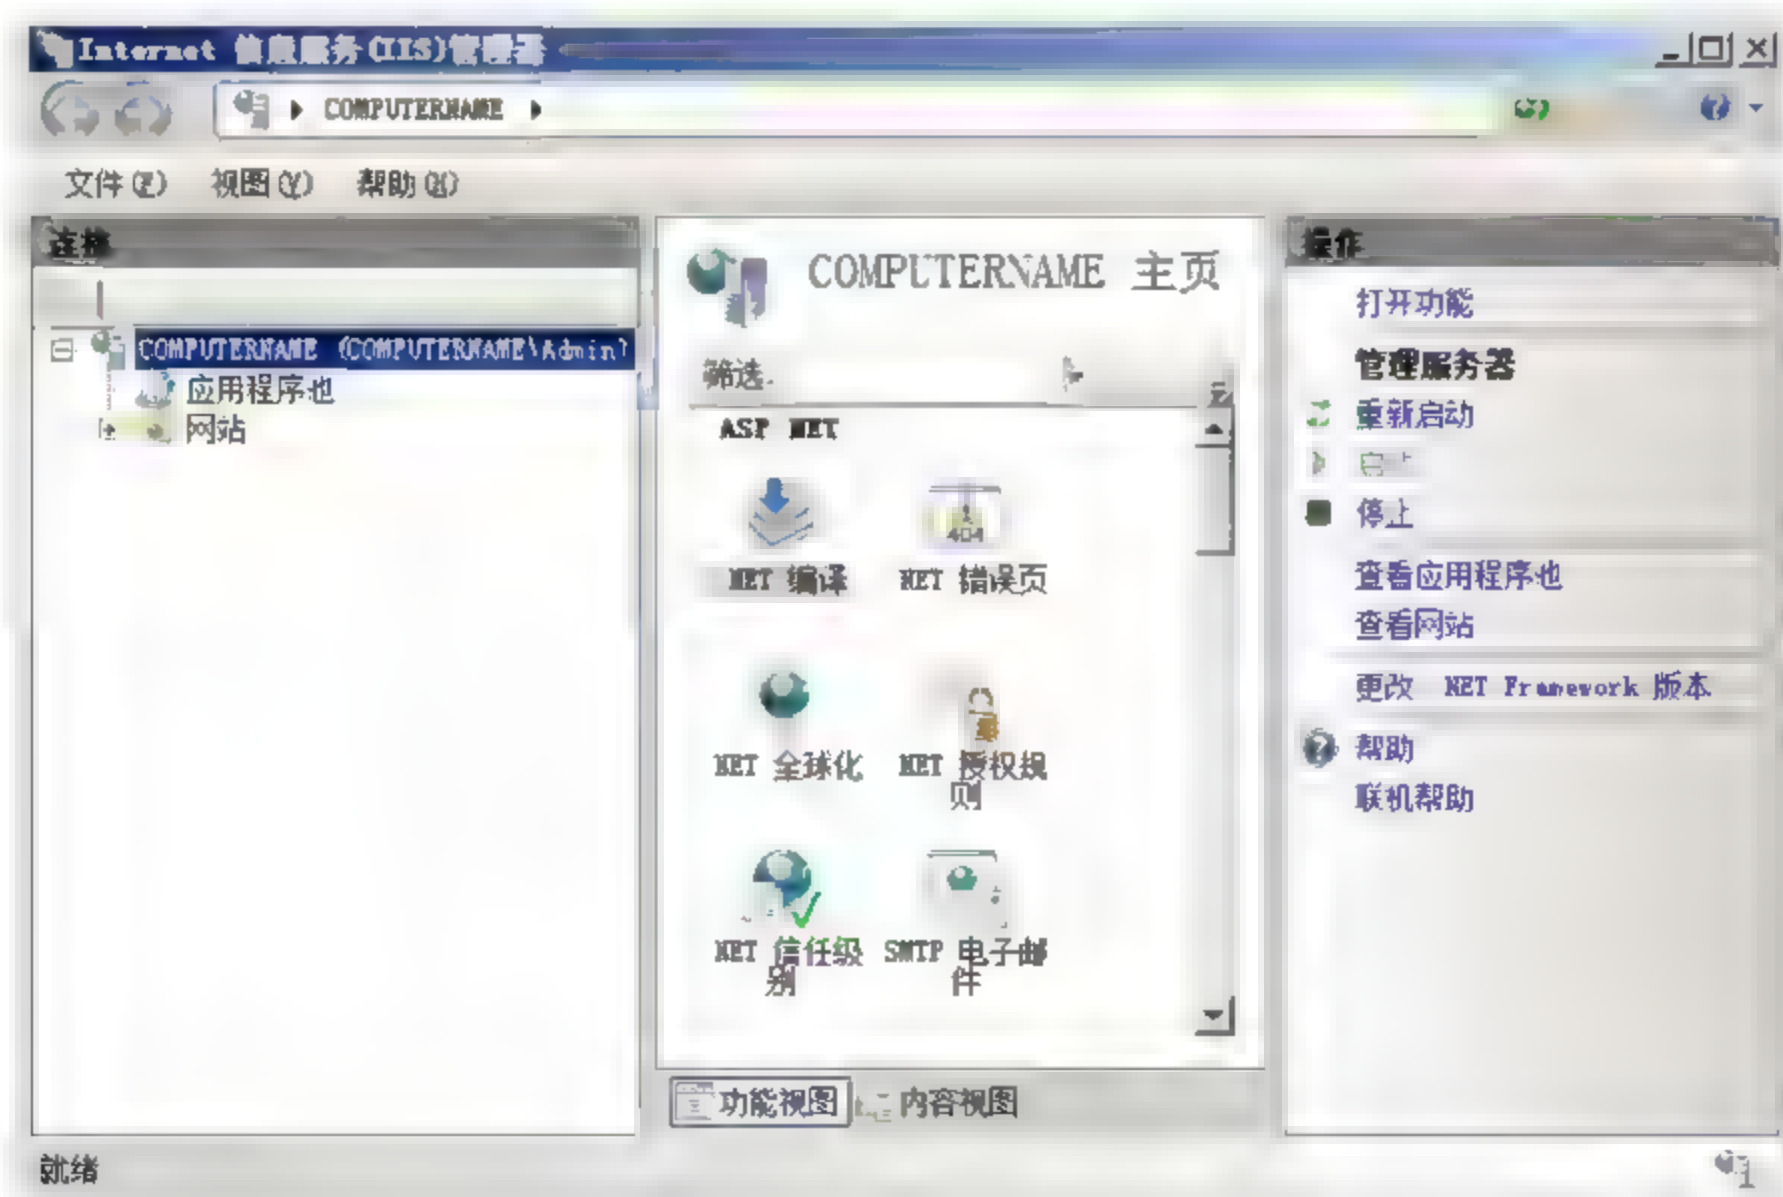 Internet 信息服务(IIS)管理器
COMPUTERNAME
文件(F) 视图(V) 帮助(H)
连接
COMPUTERNAME (COMPUTERNAME\Admin
应用程序池
网站
COMPUTERNAME 主页
筛选:
ASP.NET
.NET 编译
.NET 错误页
404
.NET 全球化
.NET 授权规
则
.NET 信任级
别
SMTP 电子邮
件
功能视图
内容视图
操作
打开功能
管理服务器
重新启动
启动
停止
查看应用程序池
查看网站
更改 .NET Framework 版本
帮助
联机帮助
就绪